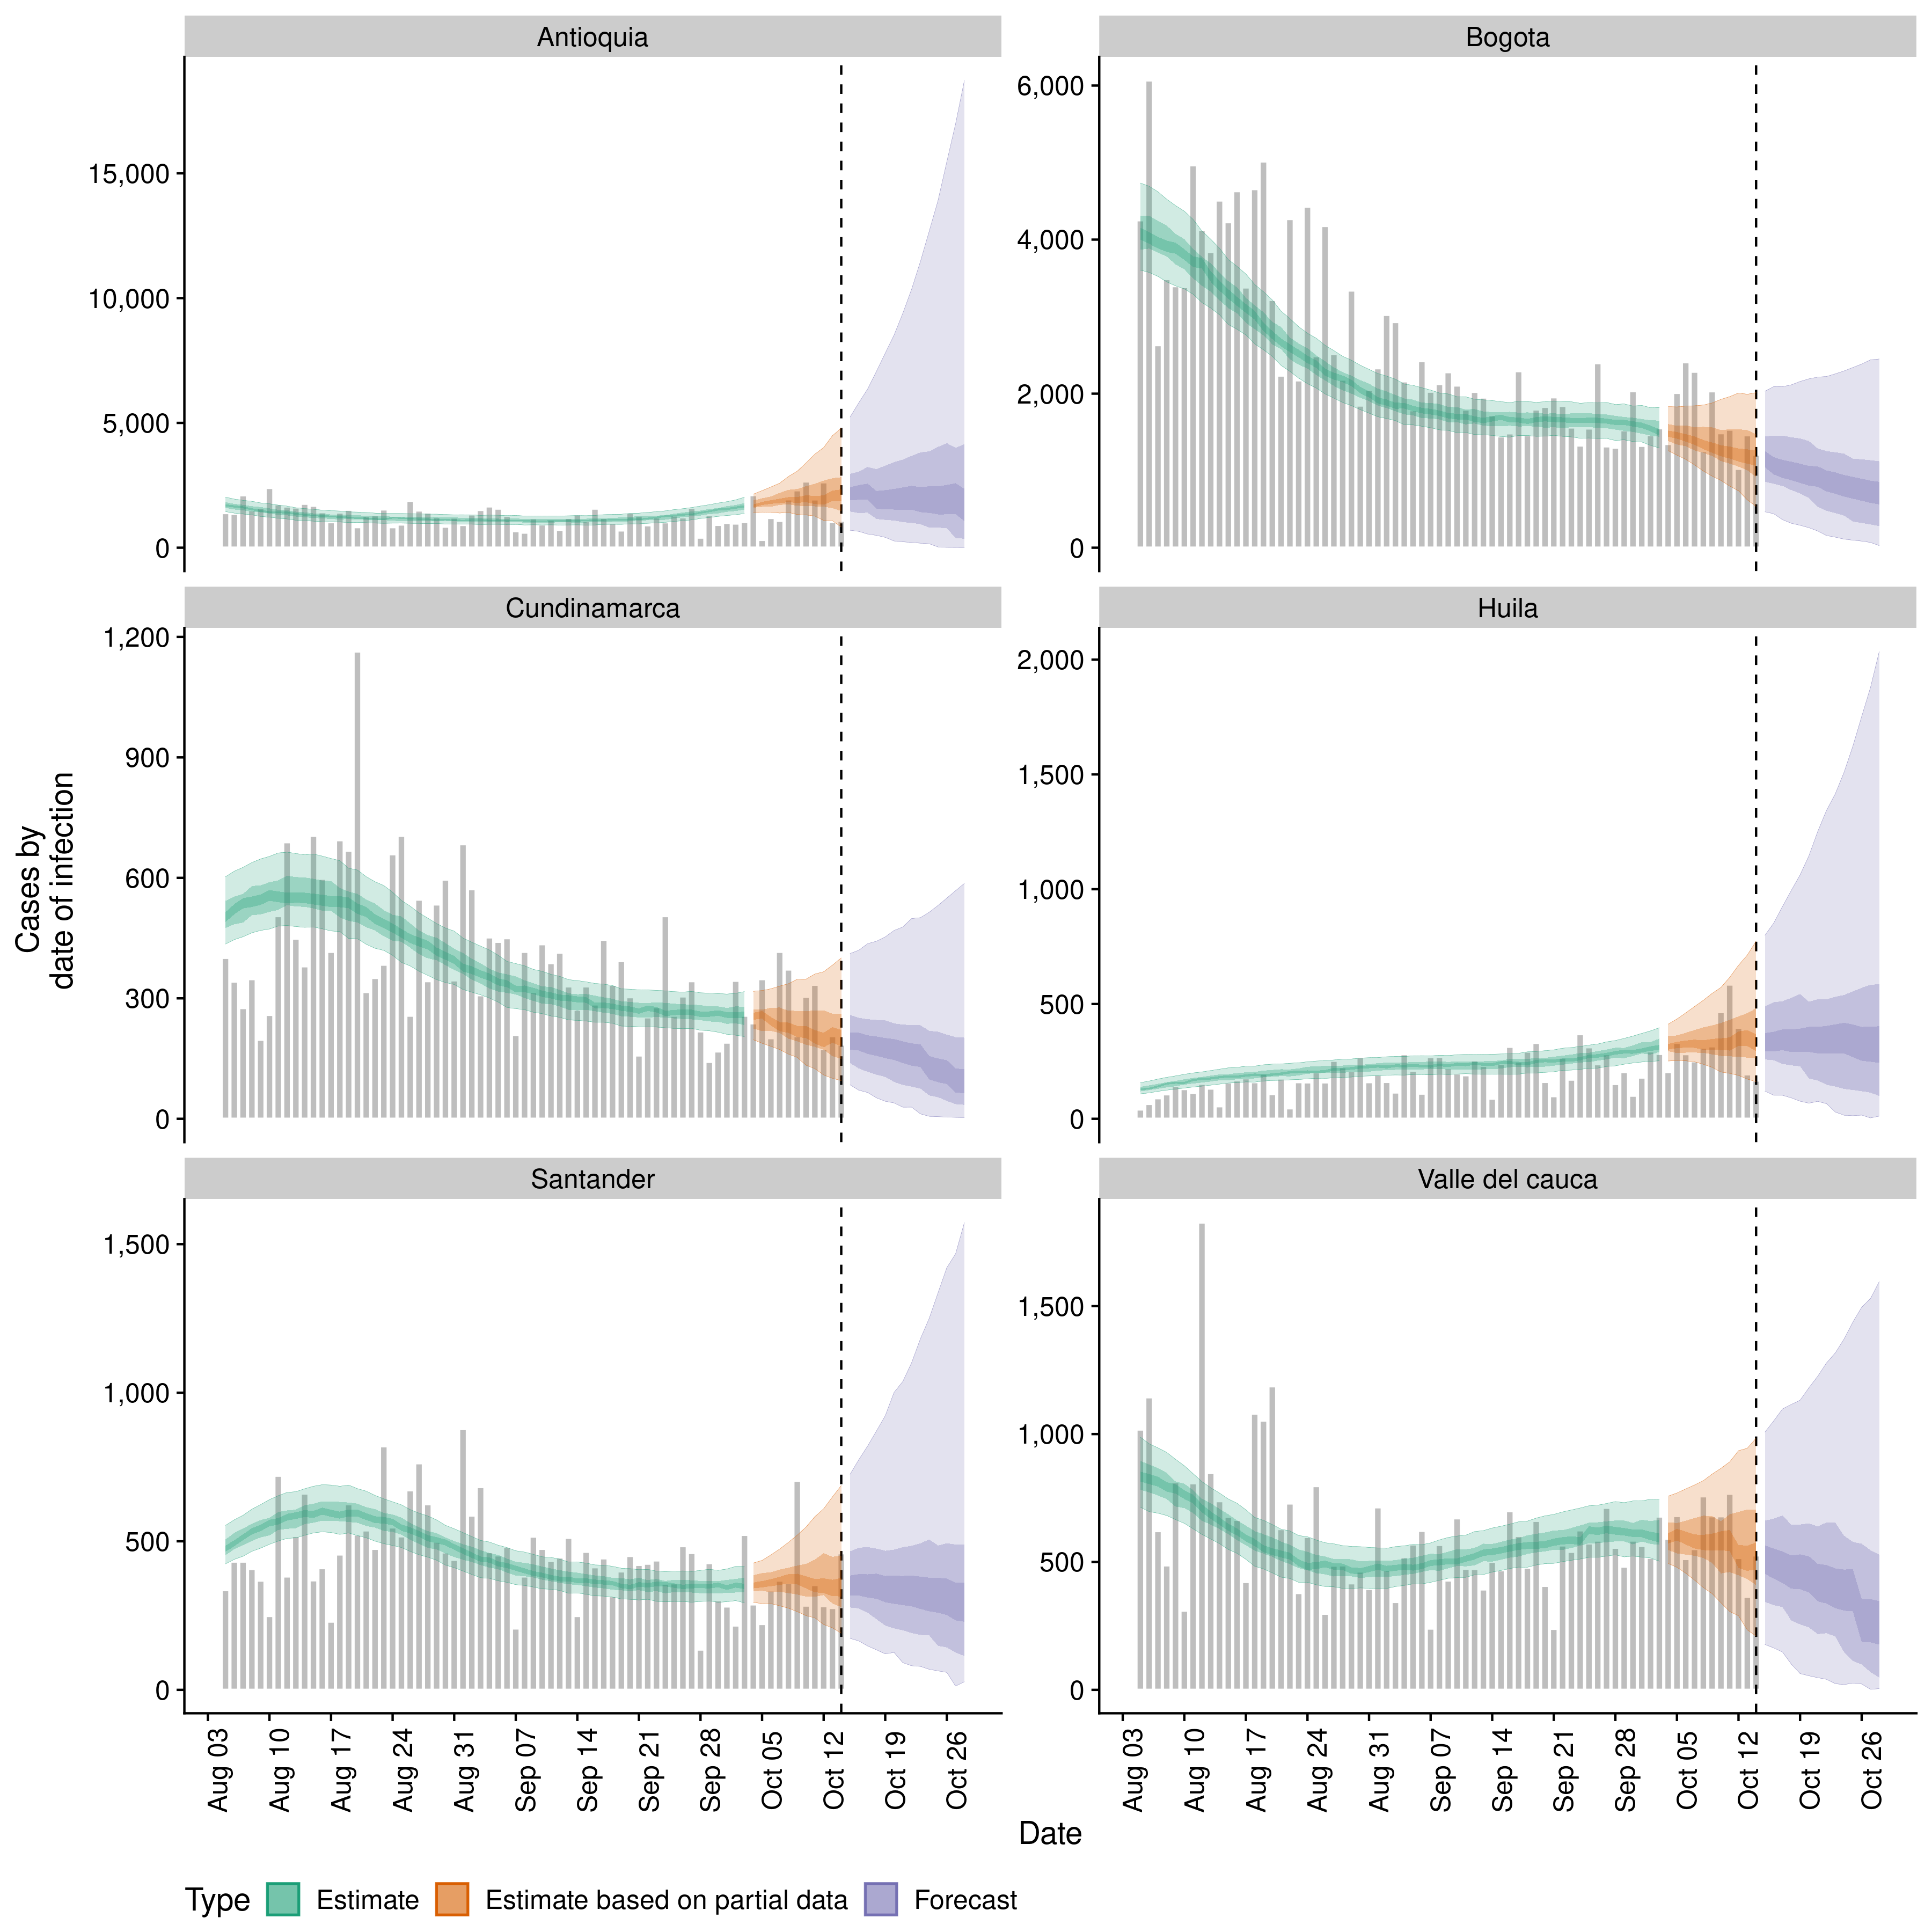 Antioquia
Bogota
15,000
10,000
5,000
0
6,000
4,000
2,000
0
Cundinamarca
Huila
1,200
900
600
300
0
2,000
1,500
1,000
500
0
Santander
Valle del cauca
1,500
1,000
500
0
1,500
1,000
500
0
Cases by
date of infection
Aug 03
Aug 10
Aug 17
Aug 24
Aug 31
Sep 07
Sep 14
Sep 21
Sep 28
Oct 05
Oct 12
Oct 19
Oct 26
Aug 03
Aug 10
Aug 17
Aug 24
Aug 31
Sep 07
Sep 14
Sep 21
Sep 28
Oct 05
Oct 12
Oct 19
Oct 26
Date
Type Estimate Estimate based on partial data Forecast